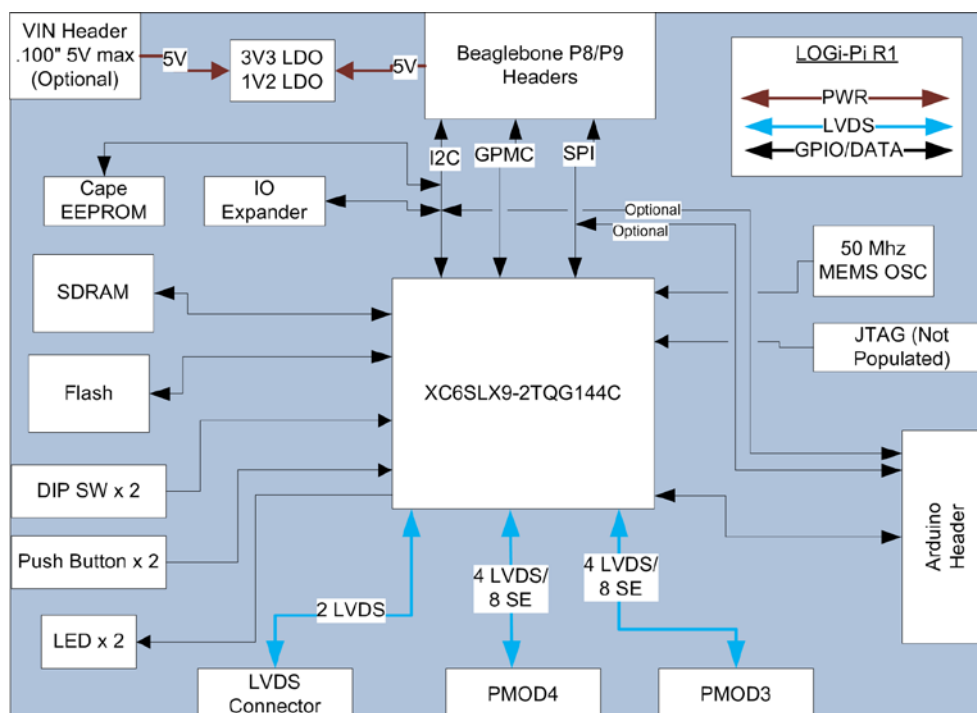 VIN Header
.100" 5V max
(Optional)
5V
3V3 LDO
1V2 LDO
5V
Beaglebone P8/P9
Headers
LOGi-Pi R1
PWR
LVDS
GPIO/DATA
I2C
GPMC
SPI
Cape
EEPROM
IO
Expander
Optional
Optional
50 Mhz
MEMS OSC
SDRAM
JTAG (Not
Populated)
Flash
XC6SLX9-2TQG144C
DIP SW x 2
Push Button x 2
LED x 2
Arduino
Header
2 LVDS
4 LVDS/
8 SE
4 LVDS/
8 SE
LVDS
Connector
PMOD4
PMOD3